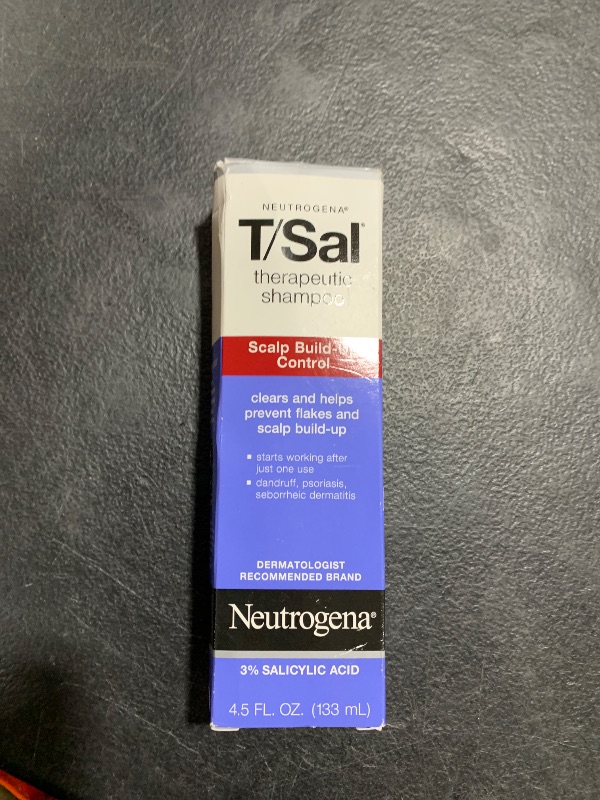 NEUTROGENA®
T/Sal®
therapeutic
shampoo
Scalp Build-
Control
clears and helps
prevent flakes and
scalp build-up
▪ starts working after
just one use
▪ dandruff, psoriasis,
seborrheic dermatitis
DERMATOLOGIST
RECOMMENDED BRAND
Neutrogena®
3% SALICYLIC ACID
4.5 FL. OZ. (133 mL)